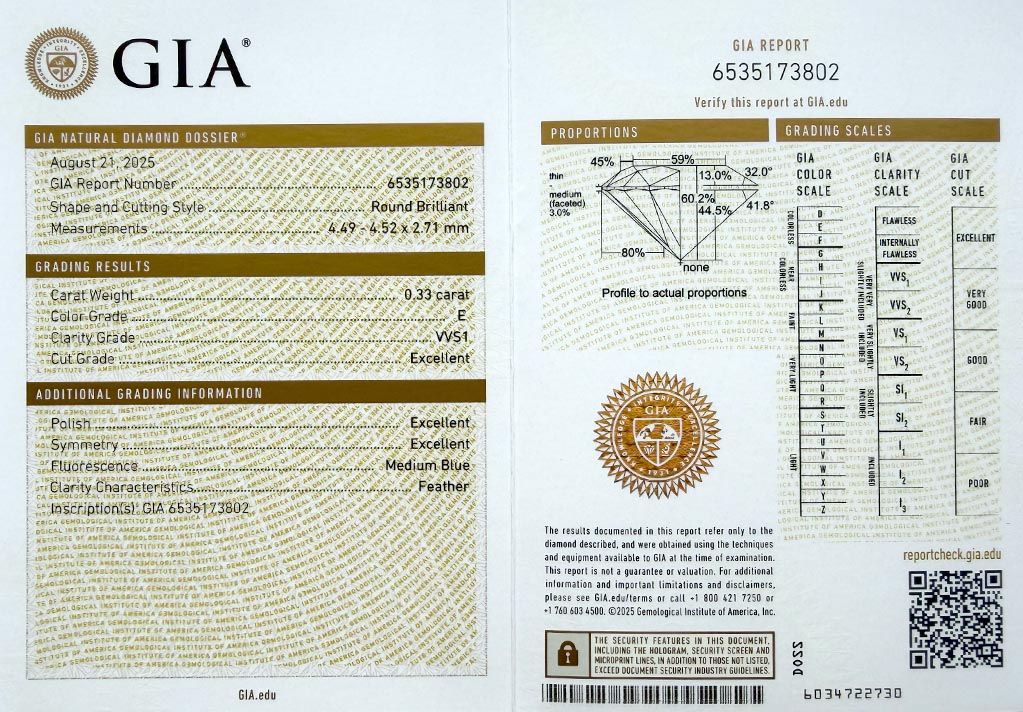 GIA®
GIA NATURAL DIAMOND DOSSIER®
August 21, 2025
GIA Report Number 6535173802
Shape and Cutting Style Round Brilliant
Measurements 4.49 - 4.52 x 2.71 mm
GRADING RESULTS
Carat Weight 0.33 carat
Color Grade E
Clarity Grade VVS1
Cut Grade Excellent
ADDITIONAL GRADING INFORMATION
Polish Excellent
Symmetry Excellent
Fluorescence Medium Blue
Clarity Characteristics Feather
Inscription(s): GIA 6535173802
GIA.edu
GIA REPORT
6535173802
Verify this report at GIA.edu
PROPORTIONS
45%
59%
thin
-
medium
(faceted)
3.0%
13.0%
32.0°
60.2%
44.5%
41.8°
80%
none
Profile to actual proportions
GIA
The results documented in this report refer only to the
diamond described, and were obtained using the techniques
and equipment available to GIA at the time of examination.
This report is not a guarantee or valuation. For additional
information and important limitations and disclaimers,
please see GIA.edu/terms or call +1 800 421 7250 or
+1 760 603 4500. ©2025 Gemological Institute of America, Inc.
THE SECURITY FEATURES IN THIS DOCUMENT,
INCLUDING THE HOLOGRAM, SECURITY SCREEN AND
MICROPRINT LINES, IN ADDITION TO THOSE NOT LISTED,
EXCEED DOCUMENT SECURITY INDUSTRY GUIDELINES.
GRADING SCALES
GIA
COLOR
SCALE
COLORLESS
D
E
F
NEAR
COLORLESS
G
H
I
J
FAINT
K
L
M
VERY LIGHT
N
O
P
Q
R
LIGHT
S
T
U
V
W
X
Y
Z
GIA
CLARITY
SCALE
FLAWLESS
INTERNALLY
FLAWLESS
VERY VERY
SLIGHTLY INCLUDED
VVS1
VVS2
VERY SLIGHTLY
INCLUDED
VS1
VS2
SLIGHTLY
INCLUDED
SI1
SI2
INCLUDED
I1
I2
I3
GIA
CUT
SCALE
EXCELLENT
VERY
GOOD
GOOD
FAIR
POOR
reportcheck.gia.edu
D022
6034722730